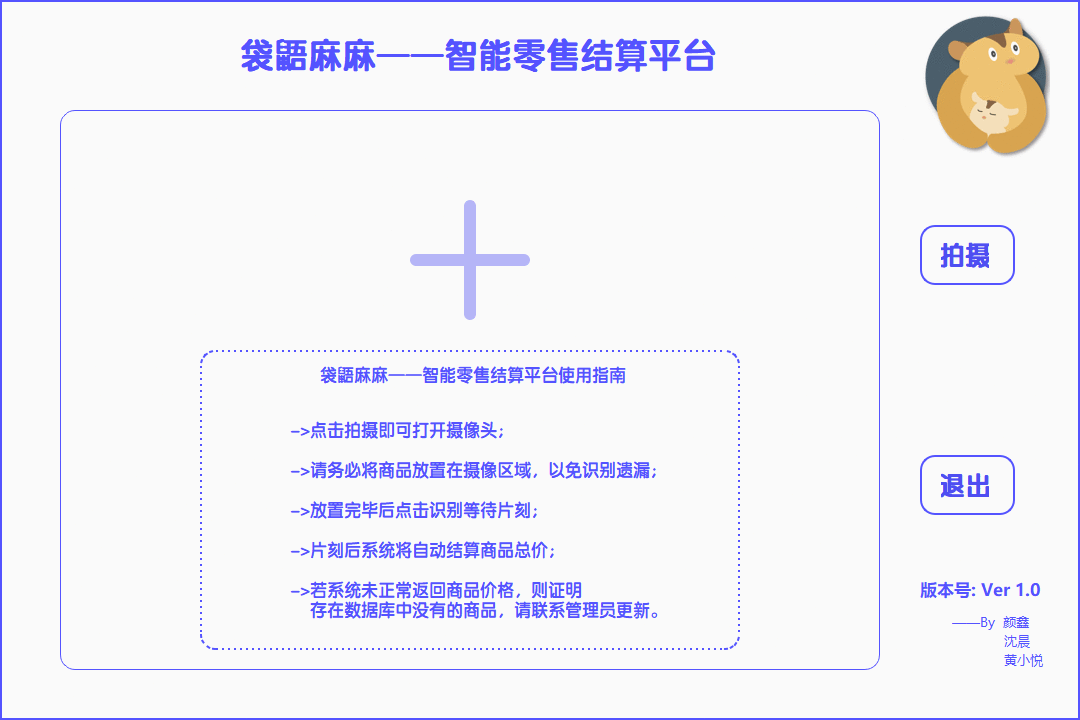 袋鼯麻麻——智能零售结算平台
拍摄
袋鼯麻麻——智能零售结算平台使用指南
—>点击拍摄即可打开摄像头;
—>请务必将商品放置在摄像区域，以免识别遗漏;
—>放置完毕后点击识别等待片刻;
—>片刻后系统将自动结算商品总价;
—>若系统未正常返回商品价格，则证明
存在数据库中没有的商品，请联系管理员更新。
退出
版本号: Ver 1.0
——By 颜鑫
沈晨
黄小悦